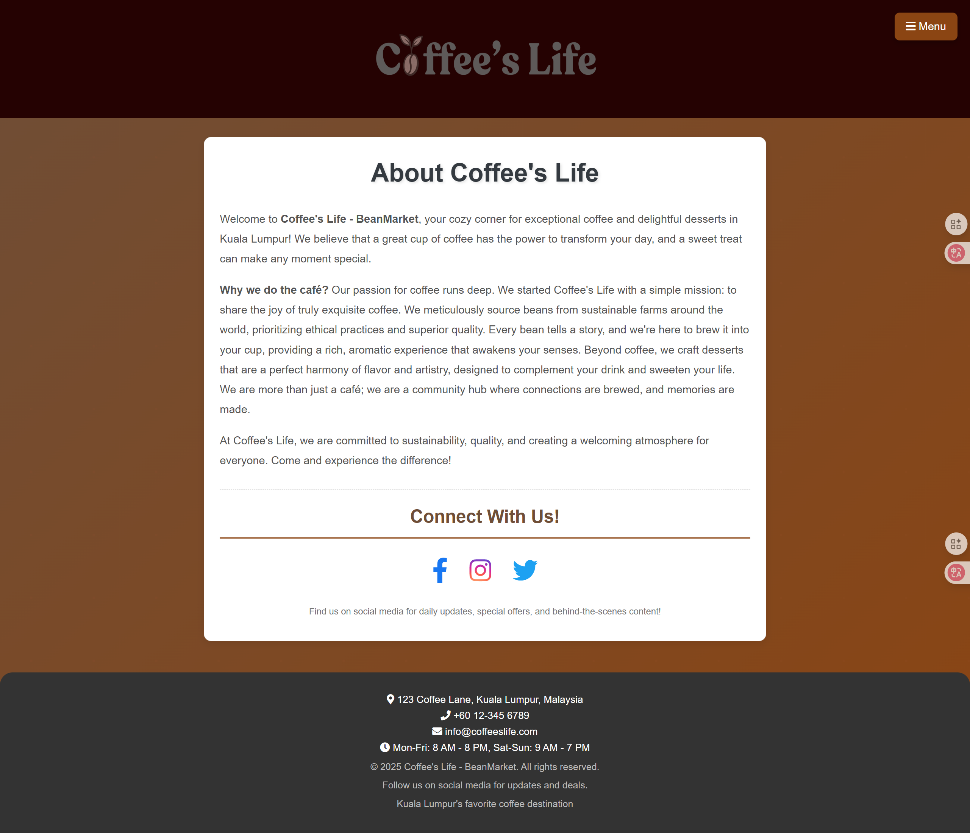 Menu
Coffee's Life
About Coffee's Life
Welcome to Coffee's Life - BeanMarket, your cozy corner for exceptional coffee and delightful desserts in
Kuala Lumpur! We believe that a great cup of coffee has the power to transform your day, and a sweet treat
can make any moment special.
Why we do the café? Our passion for coffee runs deep. We started Coffee's Life with a simple mission: to
share the joy of truly exquisite coffee. We meticulously source beans from sustainable farms around the
world, prioritizing ethical practices and superior quality. Every bean tells a story, and we're here to brew it into
your cup, providing a rich, aromatic experience that awakens your senses. Beyond coffee, we craft desserts
that are a perfect harmony of flavor and artistry, designed to complement your drink and sweeten your life.
We are more than just a café; we are a community hub where connections are brewed, and memories are
made.
At Coffee's Life, we are committed to sustainability, quality, and creating a welcoming atmosphere for
everyone. Come and experience the difference!
Connect With Us!
Find us on social media for daily updates, special offers, and behind-the-scenes content!
123 Coffee Lane, Kuala Lumpur, Malaysia
+60 12-345 6789
info@coffeeslife.com
Mon-Fri: 8 AM - 8 PM, Sat-Sun: 9 AM - 7 PM
© 2025 Coffee's Life - BeanMarket. All rights reserved.
Follow us on social media for updates and deals.
Kuala Lumpur's favorite coffee destination